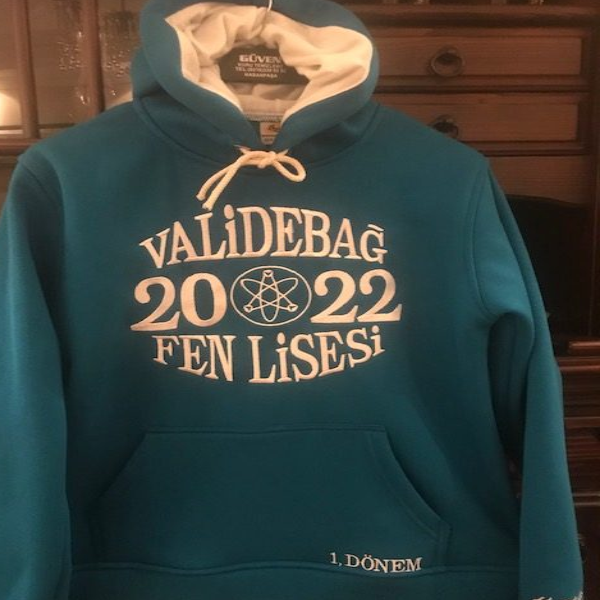 GÜVEN
VALiDEBAĞ
20 22
FEN LiSESi
1. DÖNEM